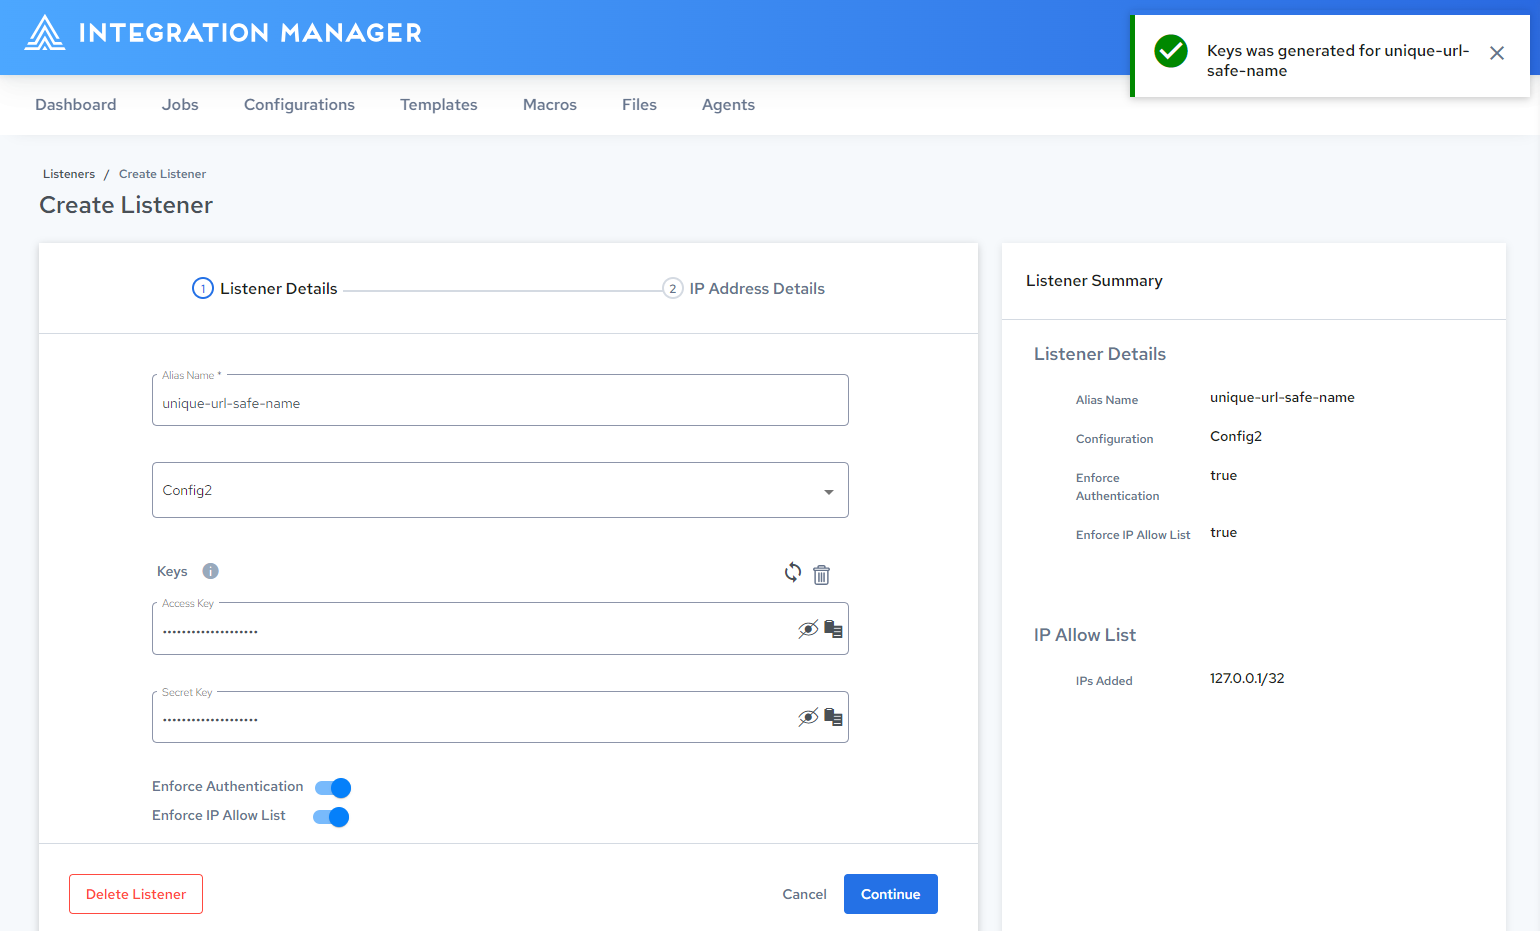 INTEGRATION MANAGER
Keys was generated for unique-url-
safe-name
Dashboard Jobs Configurations Templates Macros Files Agents
Listeners / Create Listener
Create Listener
1 Listener Details 2 IP Address Details
Alias Name *
unique-url-safe-name
Config2
Keys i
Access Key
••••••••••••••••••••
Secret Key
••••••••••••••••••••
Enforce Authentication
Enforce IP Allow List
Delete Listener Cancel Continue
Listener Summary
Listener Details
Alias Name unique-url-safe-name
Configuration Config2
Enforce true
Authentication
Enforce IP Allow List true
IP Allow List
IPs Added 127.0.0.1/32